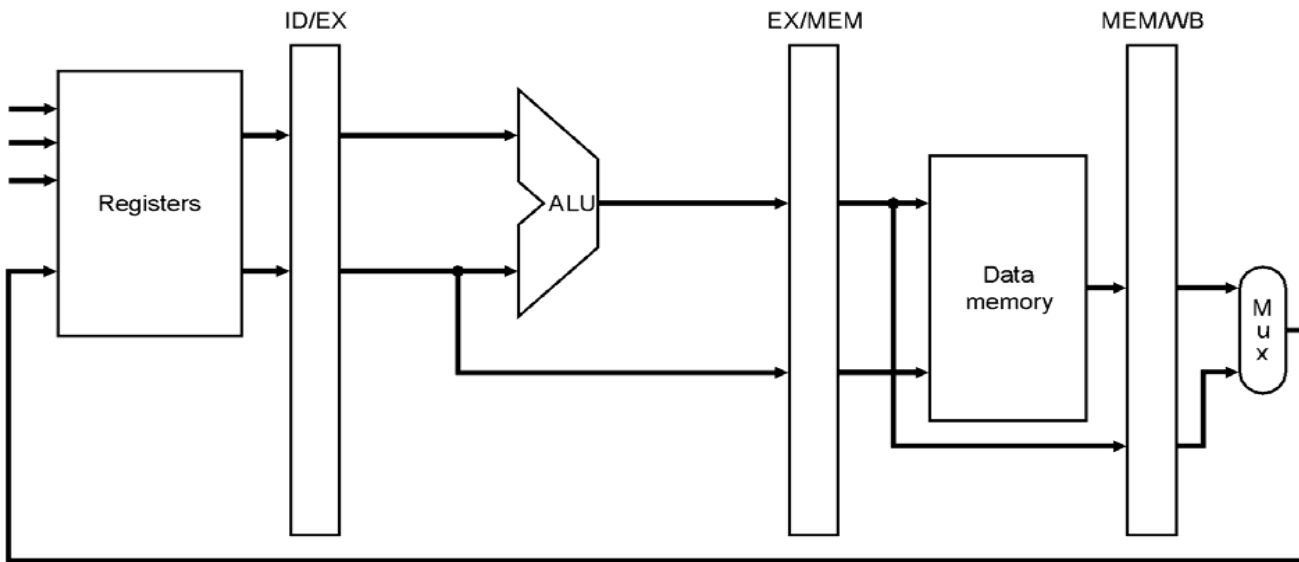 ID/EX
EX/MEM
MEM/WB
Registers
ALU
Data
memory
M
u
x